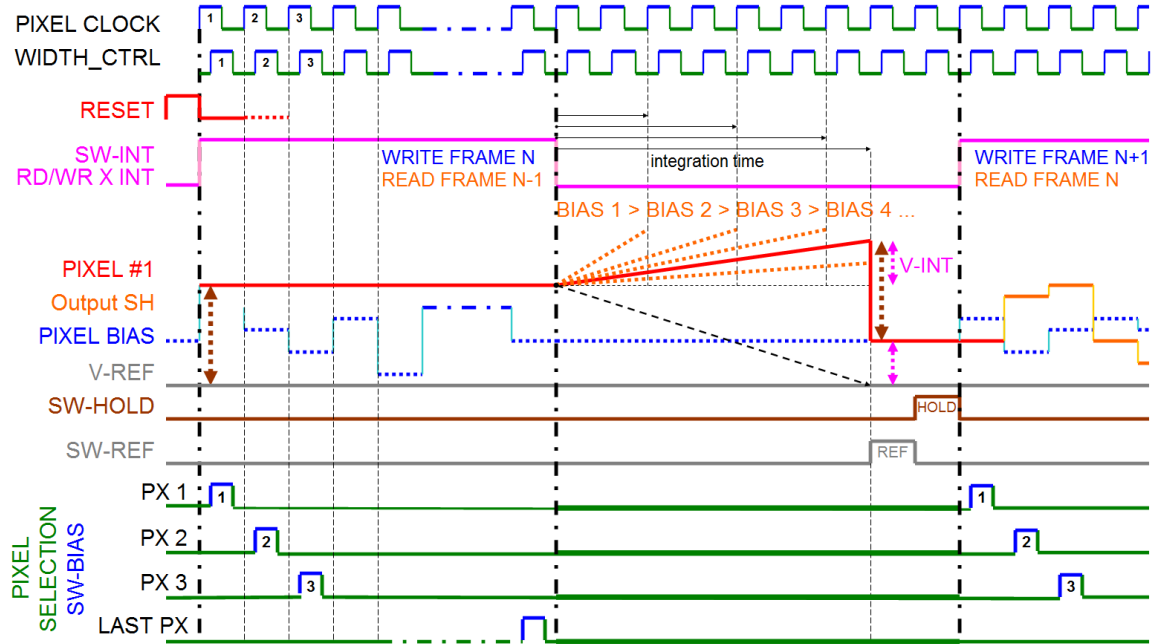 PIXEL CLOCK
1 2 3
WIDTH_CTRL
1 2 3
RESET
SW-INT
RD/WR X INT
WRITE FRAME N
READ FRAME N-1
integration time
WRITE FRAME N+1
READ FRAME N
BIAS 1 > BIAS 2 > BIAS 3 > BIAS 4 ...
PIXEL #1
V-INT
Output SH
PIXEL BIAS
V-REF
SW-HOLD
HOLD
SW-REF
REF
PIXEL
SELECTION
SW-BIAS
PX 1
1
1
PX 2
2
2
PX 3
3
3
LAST PX